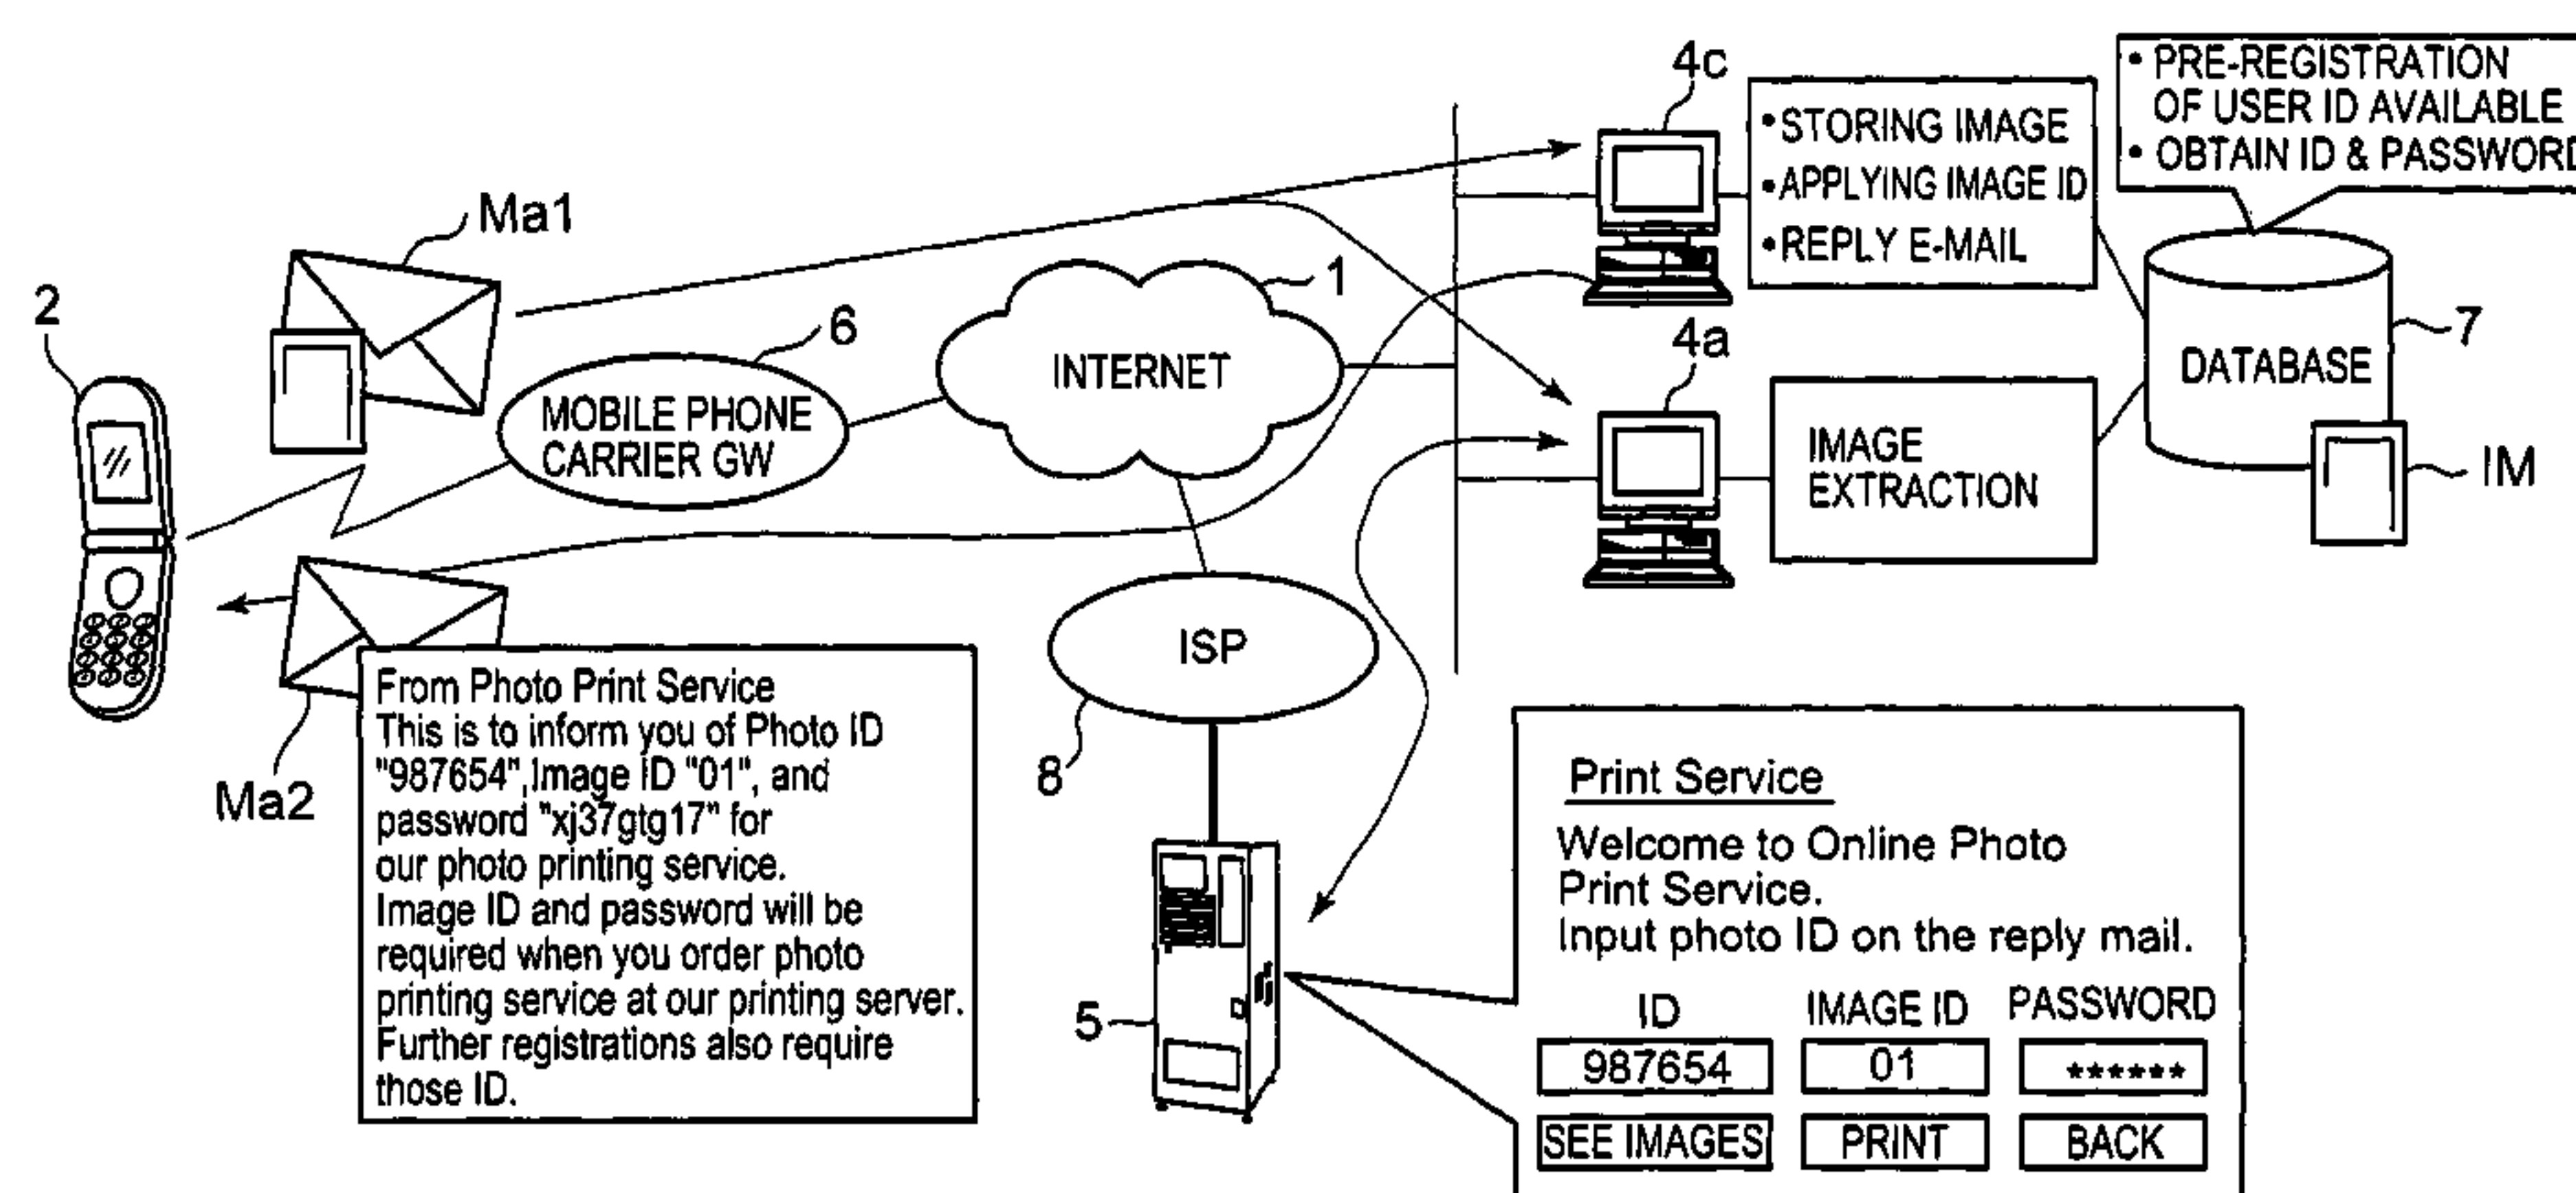 4c
• PRE-REGISTRATION
OF USER ID AVAILABLE
• OBTAIN ID & PASSWORD
• STORING IMAGE
• APPLYING IMAGE ID
• REPLY E-MAIL
Ma1
1
2
6
4a
7
INTERNET
DATABASE
MOBILE PHONE
CARRIER GW
IMAGE
EXTRACTION
IM
ISP
8
Ma2
From Photo Print Service
This is to inform you of Photo ID
"987654",Image ID "01", and
password "xj37gtg17" for
our photo printing service.
Image ID and password will be
required when you order photo
printing service at our printing server.
Further registrations also require
those ID.
5
Print Service
Welcome to Online Photo
Print Service.
Input photo ID on the reply mail.
ID IMAGE ID PASSWORD
987654 01 ******
SEE IMAGES PRINT BACK